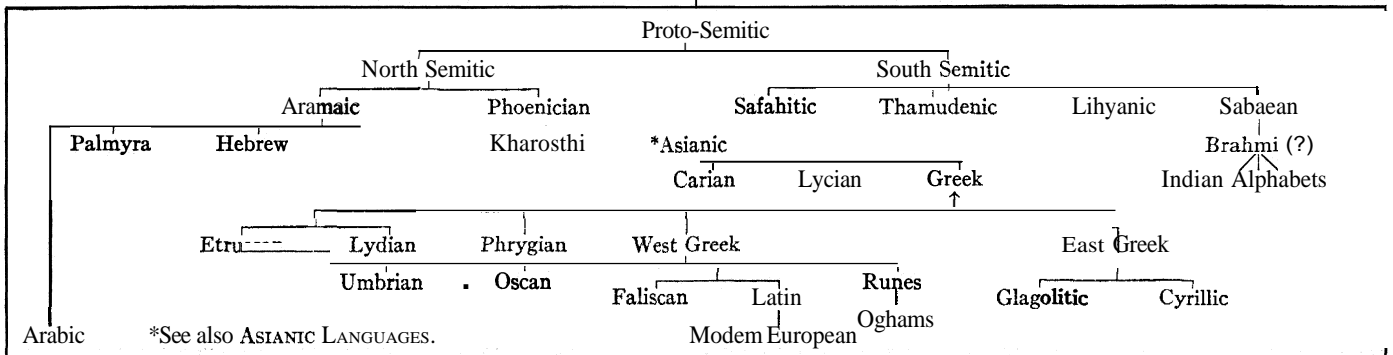 Proto-Semitic
North Semitic South Semitic
Aramaic Phoenician Safahitic Thamudenic Lihyanic Sabaean
Palmyra Hebrew Kharosthi *Asianic Brahmi (?)
Carian Lycian Greek Indian Alphabets
Etru Lydian Phrygian West Greek East Greek
Umbrian Oscan Faliscan Latin Runes Glagolitic Cyrillic
Arabic *See also ASIANIC LANGUAGES. Modem European Oghams